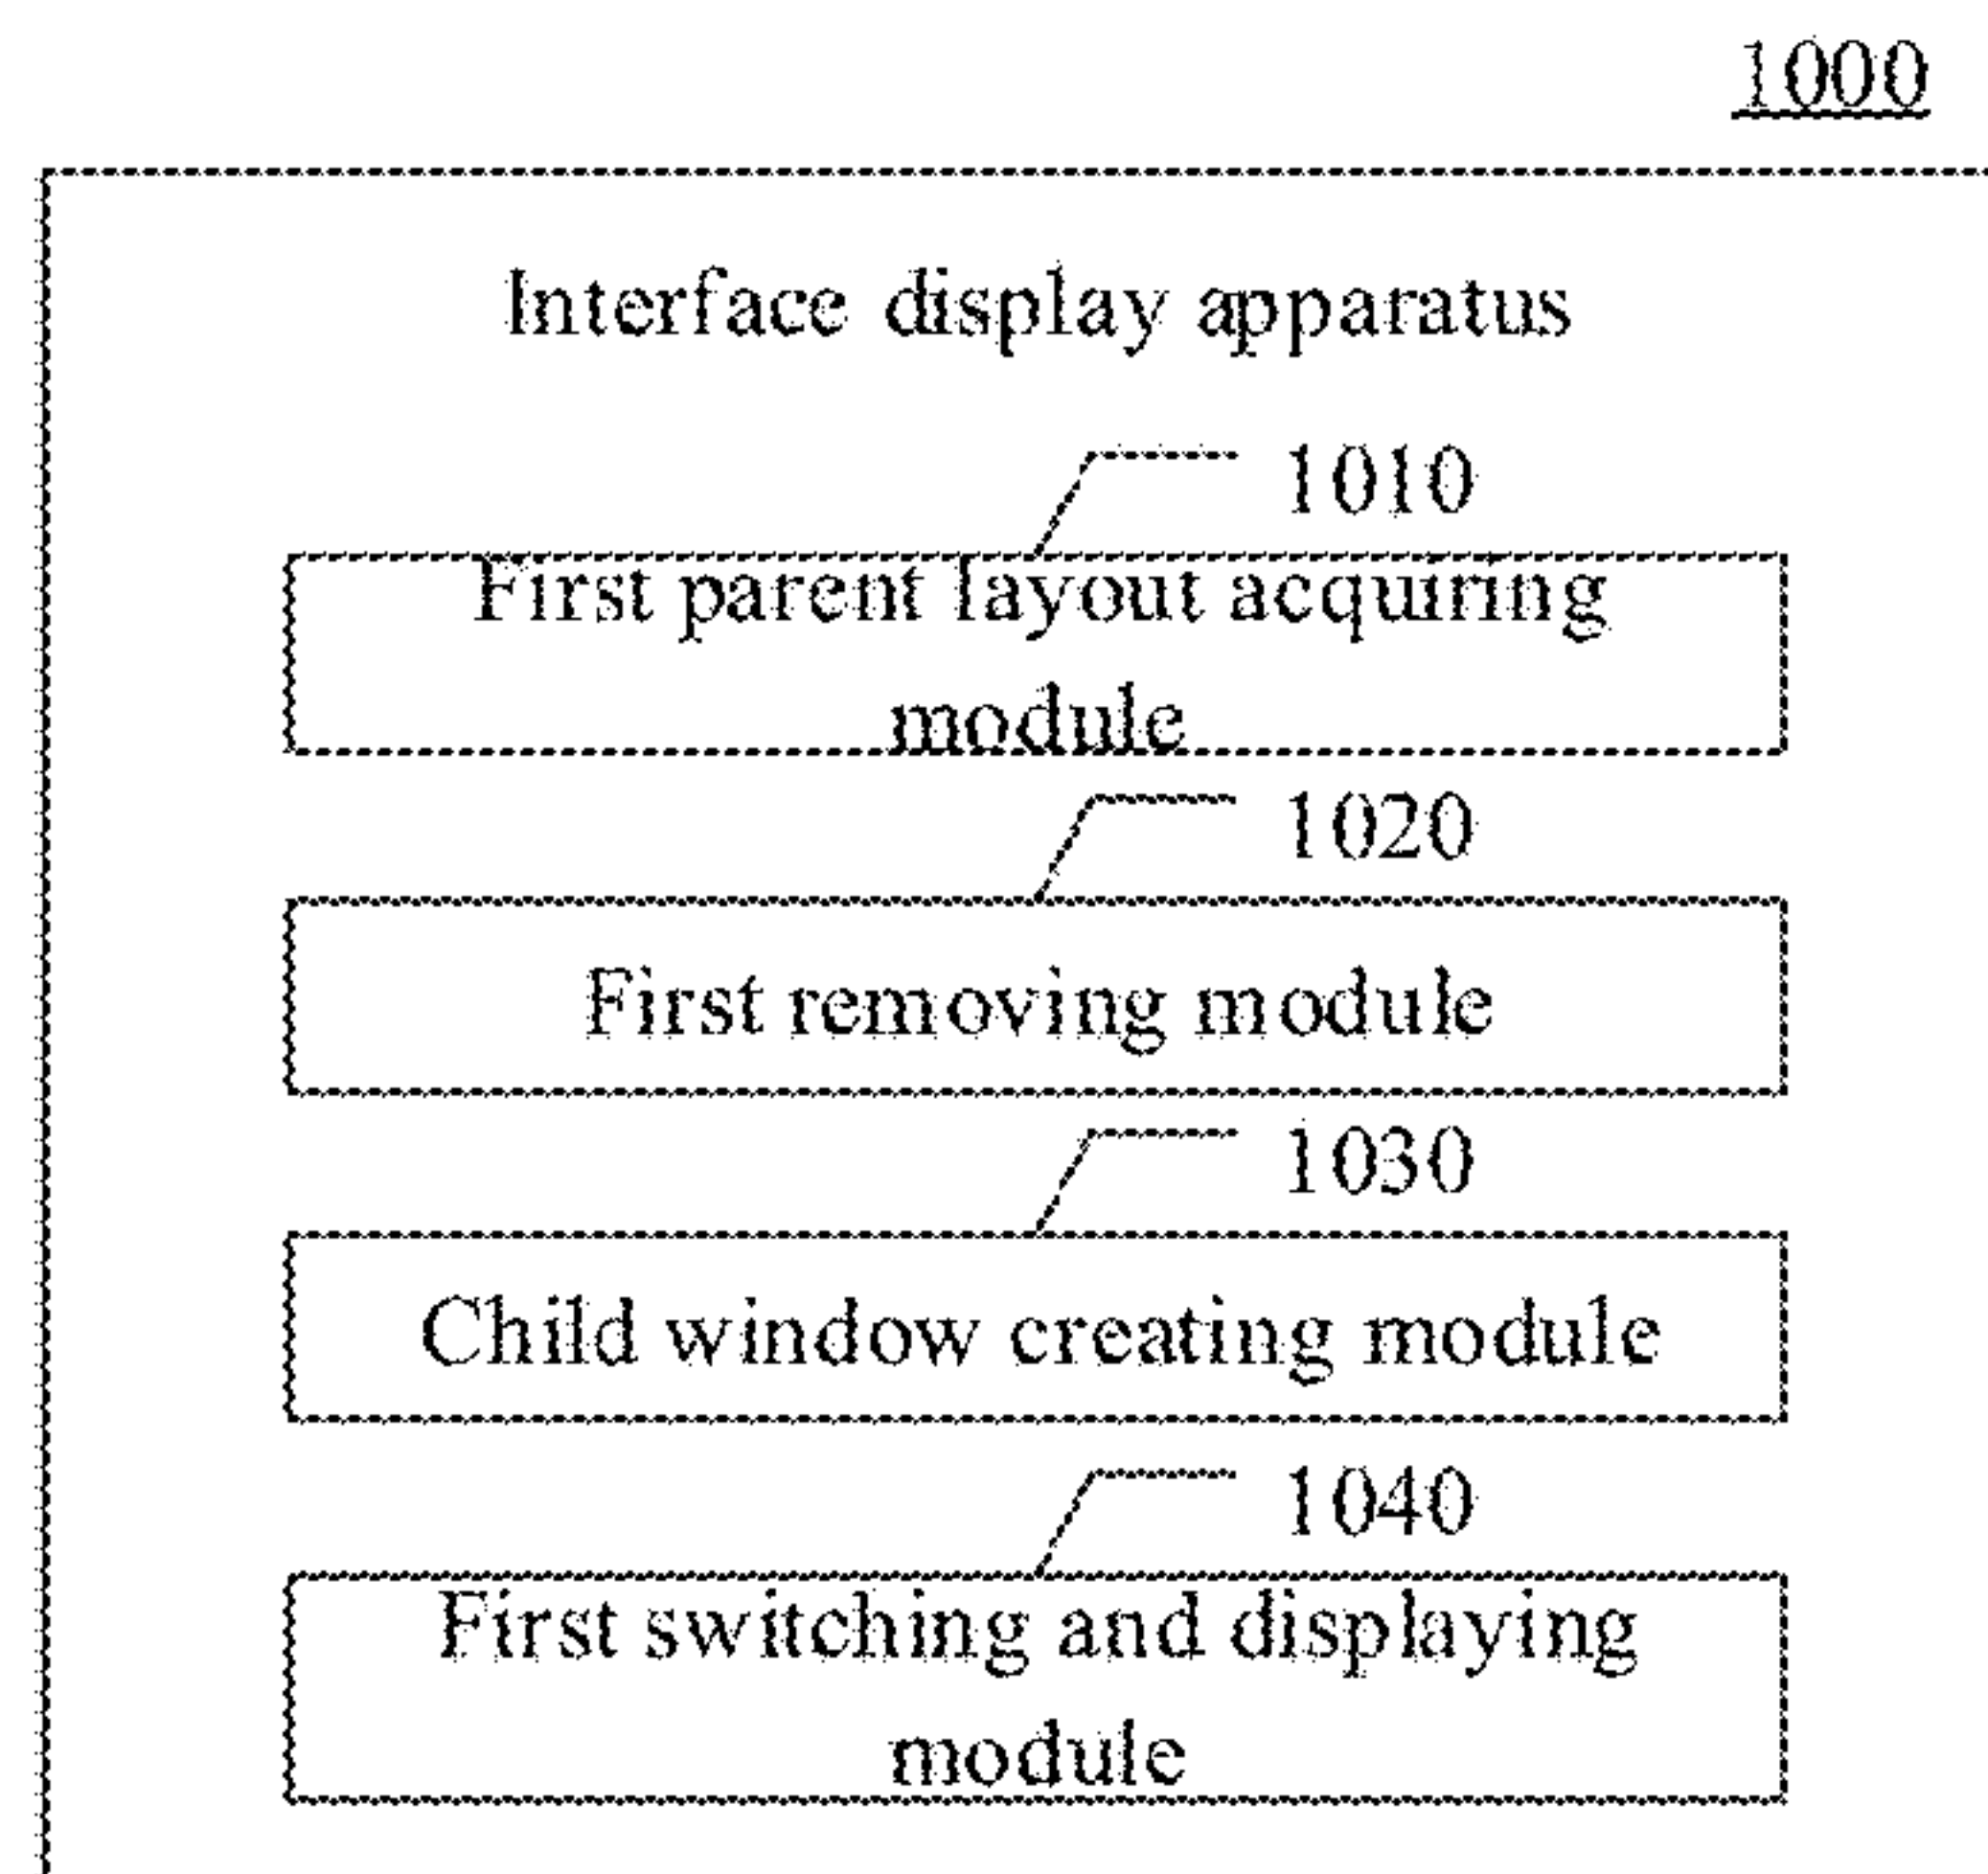 1000
Interface display apparatus
1010
First parent layout acquiring
module
1020
First removing module
1030
Child window creating module
1040
First switching and displaying
module